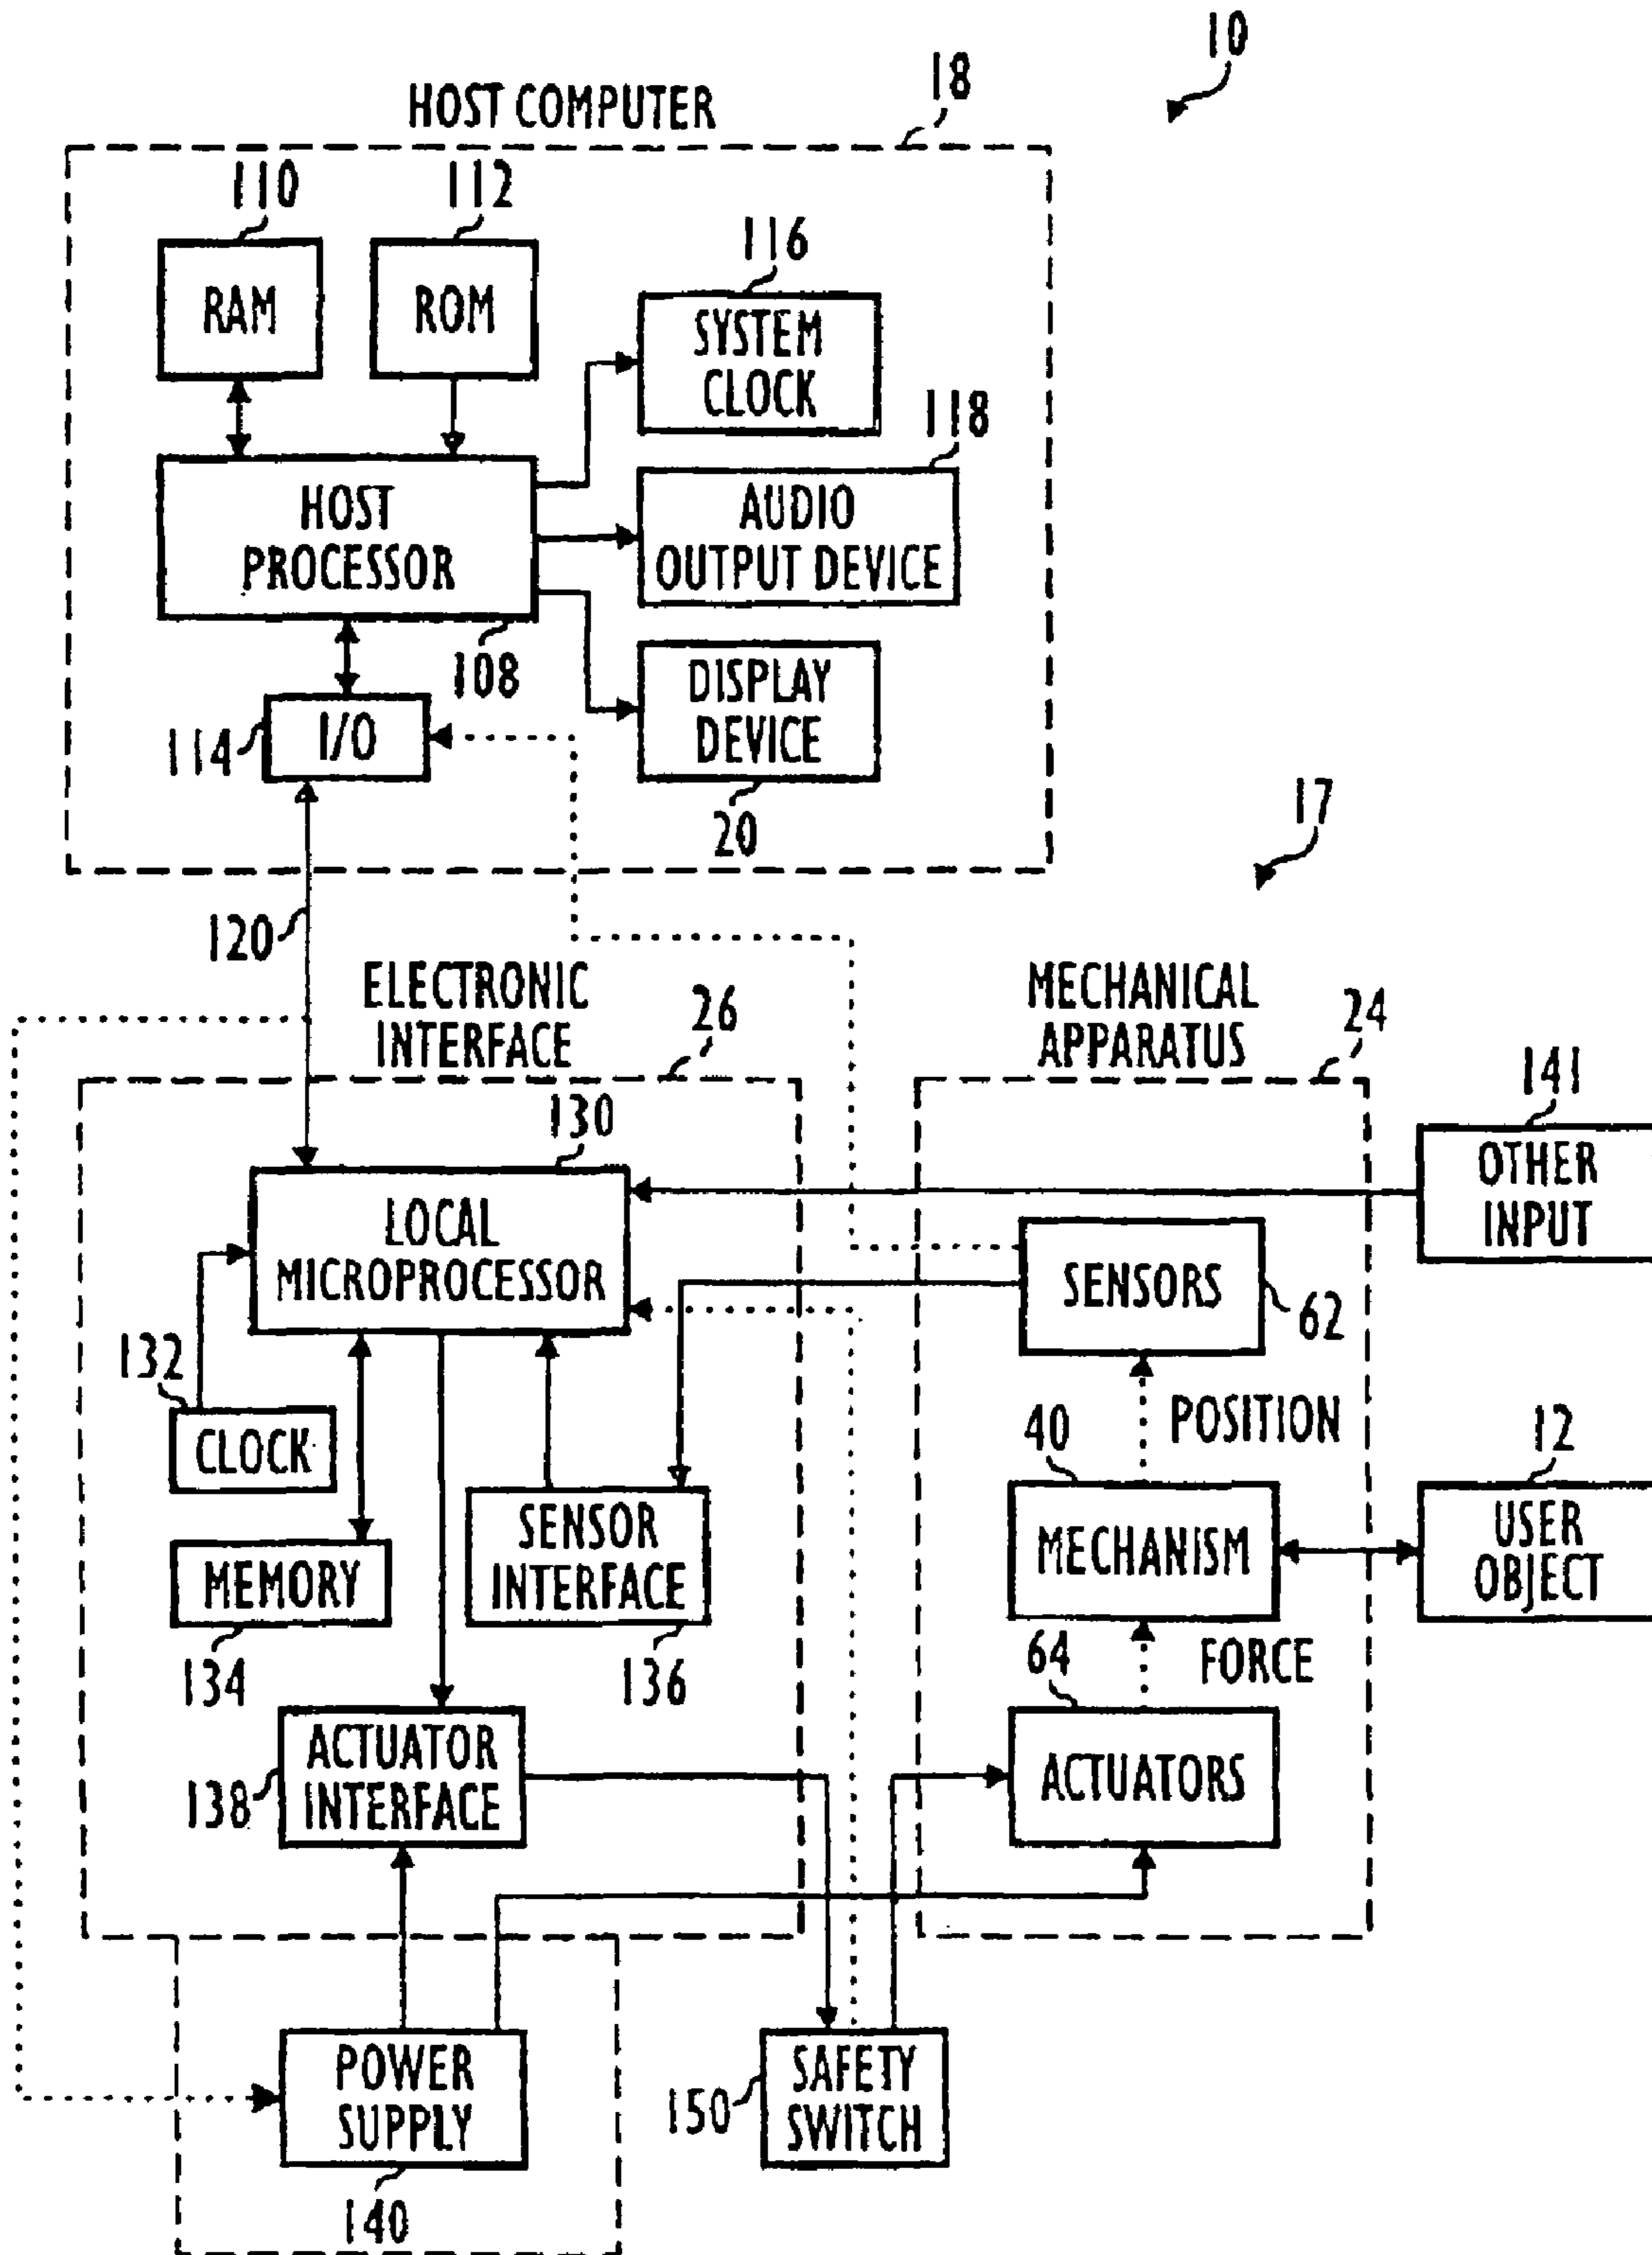 10
HOST COMPUTER
18
110
112
RAM
ROM
116
SYSTEM
CLOCK
118
HOST
PROCESSOR
AUDIO
OUTPUT DEVICE
108
DISPLAY
DEVICE
114
I/O
20
17
120
ELECTRONIC
INTERFACE
26
MECHANICAL
APPARATUS
24
141
OTHER
INPUT
130
LOCAL
MICROPROCESSOR
SENSORS
62
132
CLOCK
POSITION
40
12
MECHANISM
USER
OBJECT
SENSOR
INTERFACE
MEMORY
134
136
64
FORCE
ACTUATOR
INTERFACE
138
ACTUATORS
POWER
SUPPLY
140
150
SAFETY
SWITCH